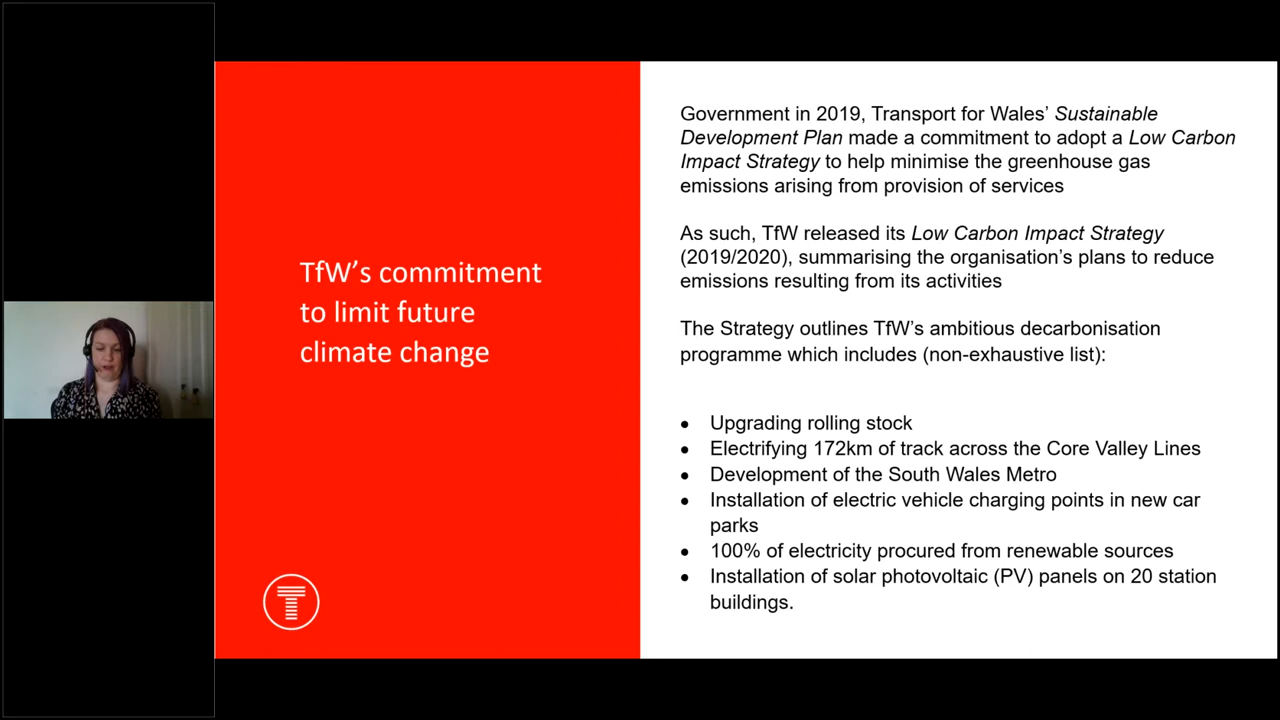 TfW’s commitment
to limit future
climate change
Government in 2019, Transport for Wales’ Sustainable
Development Plan made a commitment to adopt a Low Carbon
Impact Strategy to help minimise the greenhouse gas
emissions arising from provision of services
As such, TfW released its Low Carbon Impact Strategy
(2019/2020), summarising the organisation’s plans to reduce
emissions resulting from its activities
The Strategy outlines TfW’s ambitious decarbonisation
programme which includes (non-exhaustive list):
• Upgrading rolling stock
• Electrifying 172km of track across the Core Valley Lines
• Development of the South Wales Metro
• Installation of electric vehicle charging points in new car
parks
• 100% of electricity procured from renewable sources
• Installation of solar photovoltaic (PV) panels on 20 station
buildings.
T